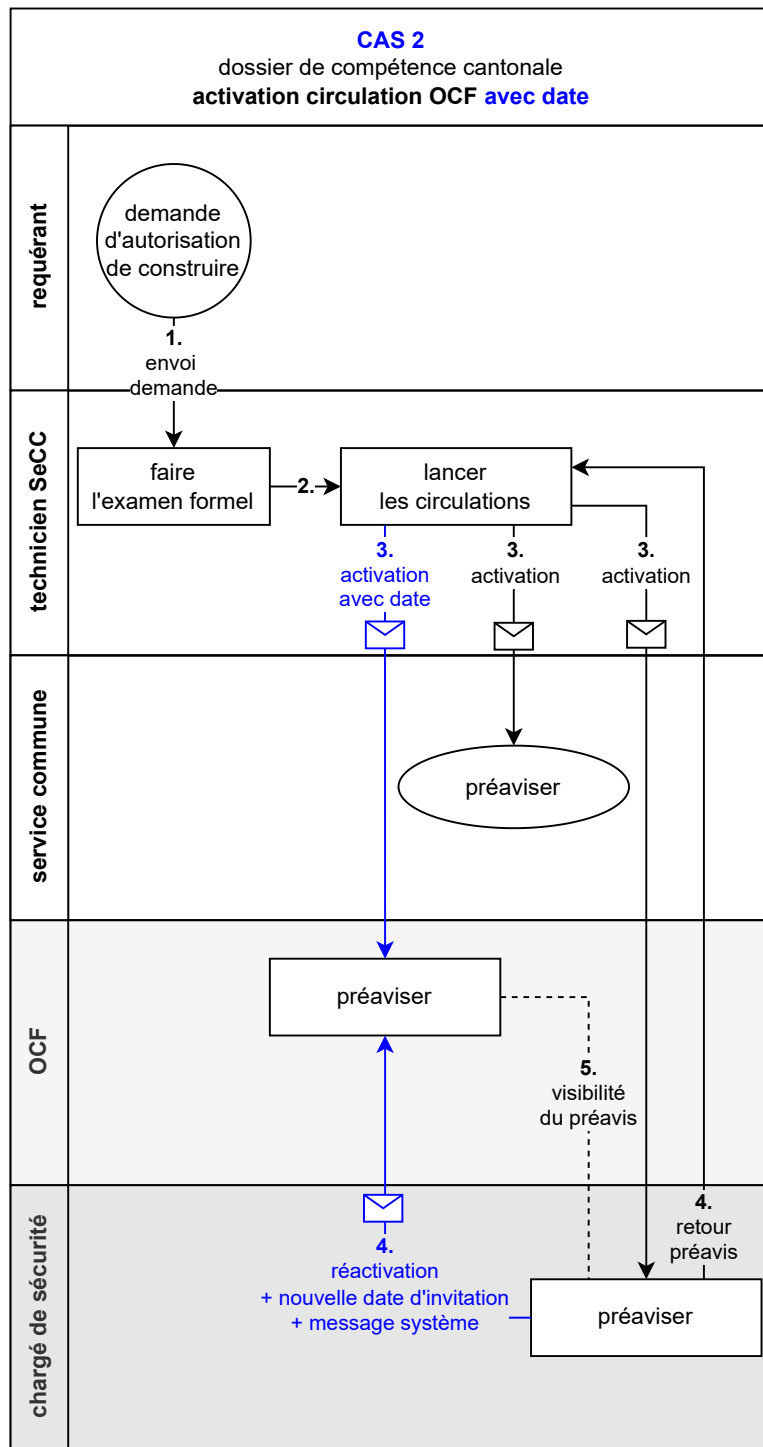 CAS 2
dossier de compétence cantonale
activation circulation OCF avec date
requérant
demande
d'autorisation
de construire
1.
envoi
demande
technicien SeCC
faire
l'examen formel
2.
lancer
les circulations
3.
activation
avec date
3.
activation
3.
activation
service commune
préaviser
OCF
préaviser
5.
visibilité
du préavis
chargé de sécurité
4.
réactivation
+ nouvelle date d'invitation
+ message système
4.
retour
préavis
préaviser